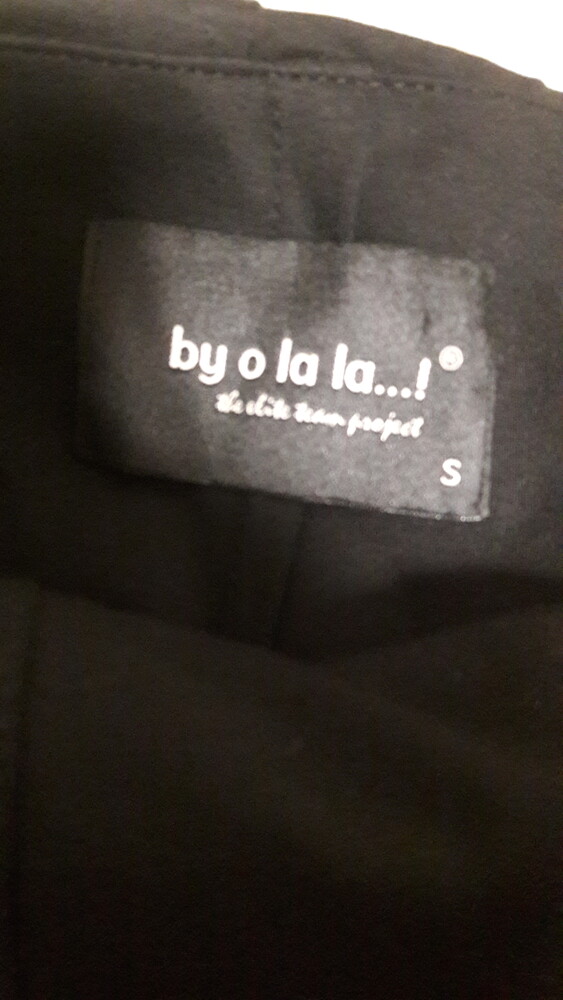 by o la la...!®
the elite team project
S